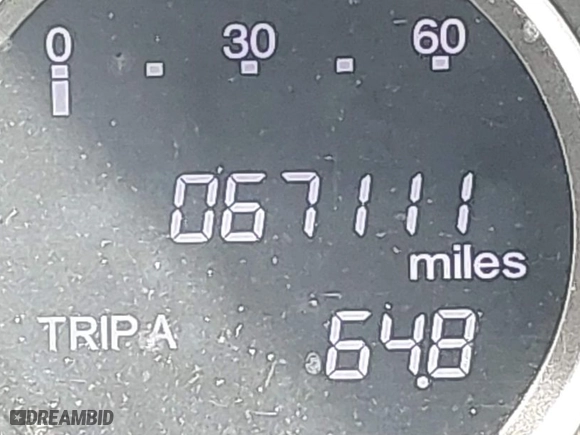 0 30 60
067111
miles
TRIP A 64.8
DREAMBID